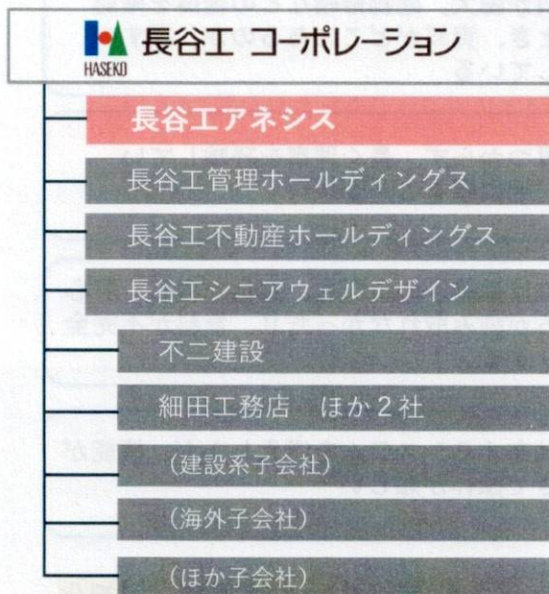 HASEKO
長谷工 コーポレーション
長谷工アネシス
長谷工管理ホールディングス
長谷工不動産ホールディングス
長谷工シニアウェルデザイン
不二建設
細田工務店 ほか2社
(建設系子会社)
(海外子会社)
(ほか子会社)